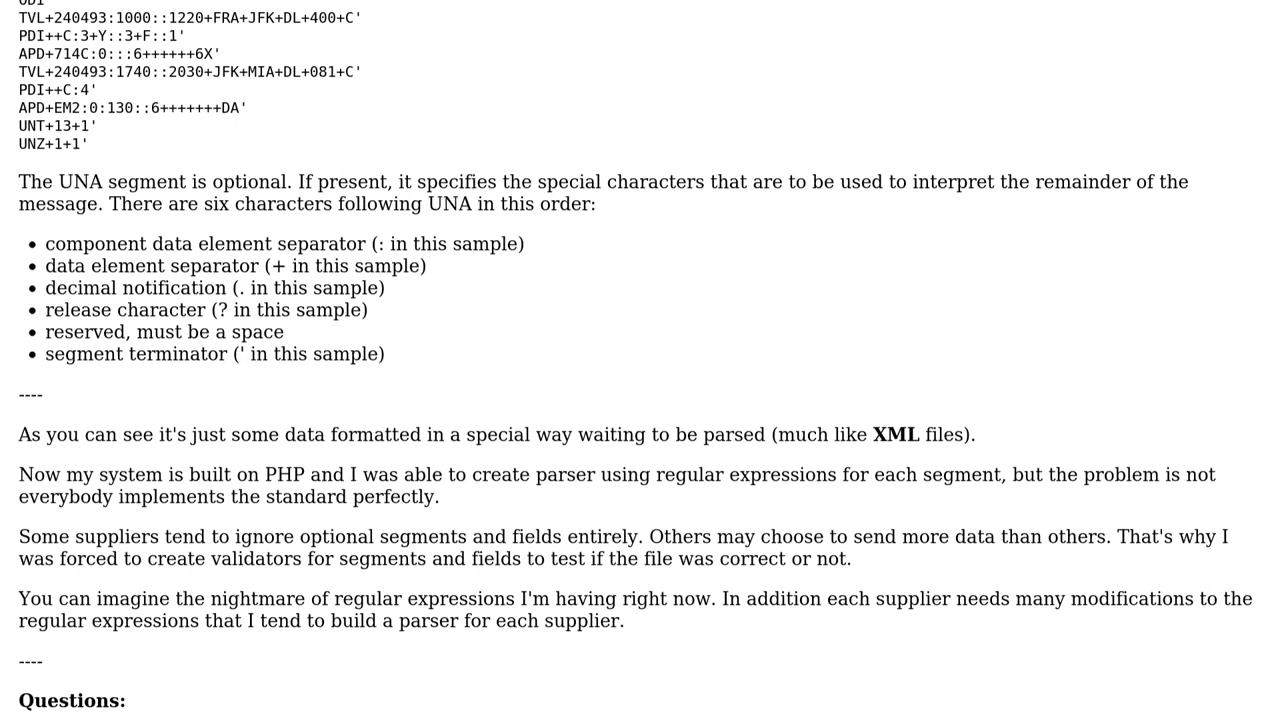 ODI'
TVL+240493:1000::1220+FRA+JFK+DL+400+C'
PDI++C:3+Y::3+F::1'
APD+714C:0:::6++++++6X'
TVL+240493:1740::2030+JFK+MIA+DL+081+C'
PDI++C:4'
APD+EM2:0:130::6+++++++DA'
UNT+13+1'
UNZ+1+1'
The UNA segment is optional. If present, it specifies the special characters that are to be used to interpret the remainder of the
message. There are six characters following UNA in this order:
• component data element separator (: in this sample)
• data element separator (+ in this sample)
• decimal notification (. in this sample)
• release character (? in this sample)
• reserved, must be a space
• segment terminator (' in this sample)
----
As you can see it's just some data formatted in a special way waiting to be parsed (much like XML files).
Now my system is built on PHP and I was able to create parser using regular expressions for each segment, but the problem is not
everybody implements the standard perfectly.
Some suppliers tend to ignore optional segments and fields entirely. Others may choose to send more data than others. That's why I
was forced to create validators for segments and fields to test if the file was correct or not.
You can imagine the nightmare of regular expressions I'm having right now. In addition each supplier needs many modifications to the
regular expressions that I tend to build a parser for each supplier.
----
Questions: